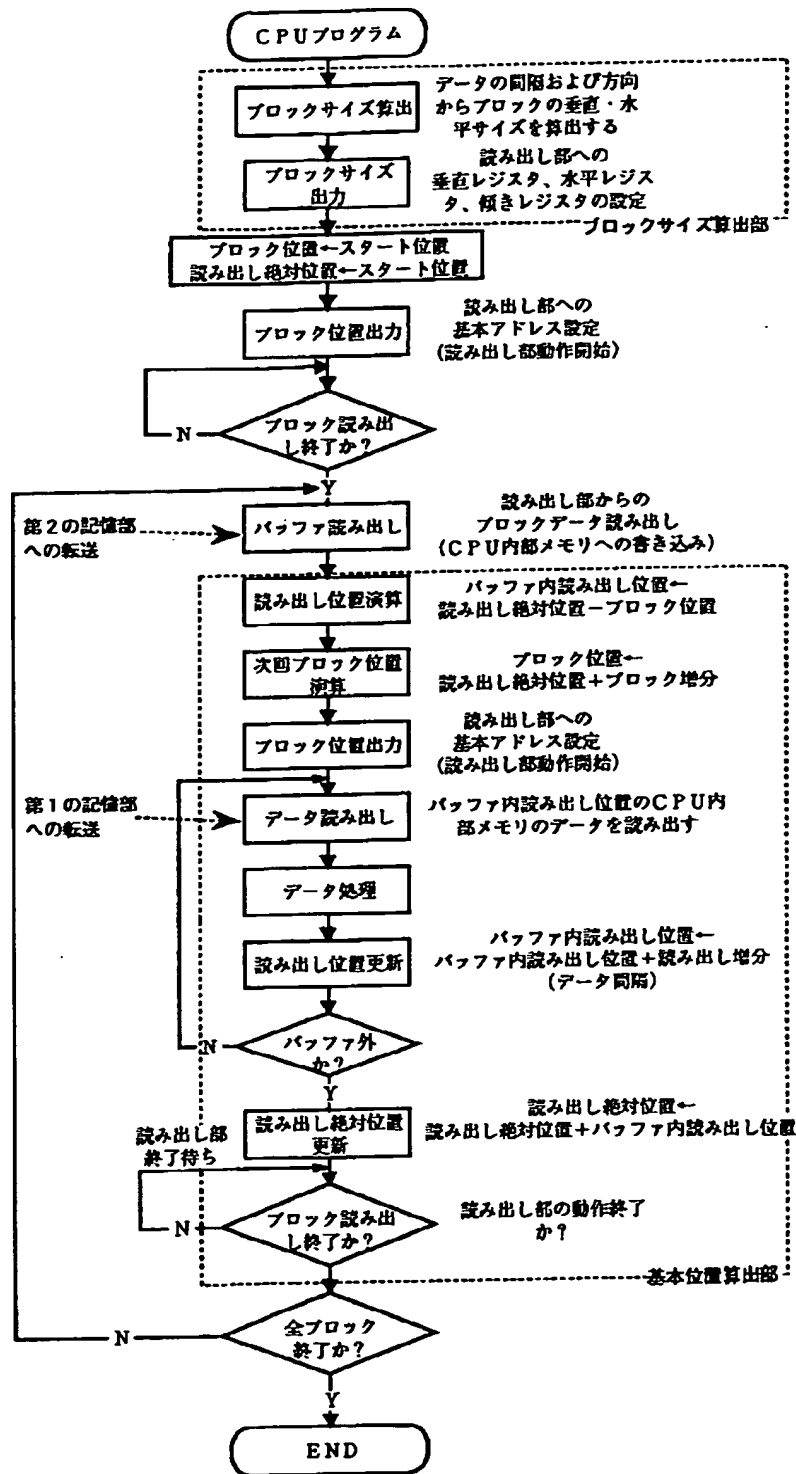 CPUプログラム
ブロックサイズ算出
データの間隔および方向
からブロックの垂直・水
平サイズを算出する
ブロックサイズ
出力
読み出し部への
垂直レジスタ、水平レジス
タ、傾きレジスタの設定
ブロックサイズ算出部
ブロック位置←スタート位置
読み出し絶対位置←スタート位置
ブロック位置出力
読み出し部への
基本アドレス設定
(読み出し部動作開始)
ブロック読み出
し終了か?
N
Y
第2の記憶部
への転送
バッファ読み出し
読み出し部からの
ブロックデータ読み出し
(CPU内部メモリへの書き込み)
読み出し位置演算
バッファ内読み出し位置←
読み出し絶対位置-ブロック位置
次回ブロック位置
演算
ブロック位置←
読み出し絶対位置+ブロック増分
ブロック位置出力
読み出し部への
基本アドレス設定
(読み出し部動作開始)
第1の記憶部
への転送
データ読み出し
バッファ内読み出し位置のCPU内
部メモリのデータを読み出す
データ処理
読み出し位置更新
バッファ内読み出し位置←
バッファ内読み出し位置+読み出し増分
(データ間隔)
バッファ外
か?
N
Y
読み出し絶対位置
更新
読み出し絶対位置←
読み出し絶対位置+バッファ内読み出し位置
読み出し部
終了待ち
ブロック読み出
し終了か?
N
読み出し部の動作終了
か?
基本位置算出部
全ブロック
終了か?
N
Y
END